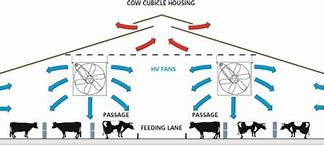 COW CUBICLE HOUSING
HV FANS
PASSAGE
PASSAGE
FEEDING LANE